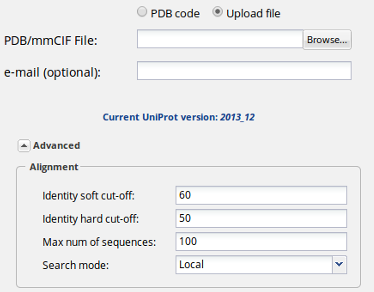 PDB code Upload file
PDB/mmCIF File: Browse...
e-mail (optional):
Current UniProt version: 2013_12
Advanced
Alignment
Identity soft cut-off: 60
Identity hard cut-off: 50
Max num of sequences: 100
Search mode: Local